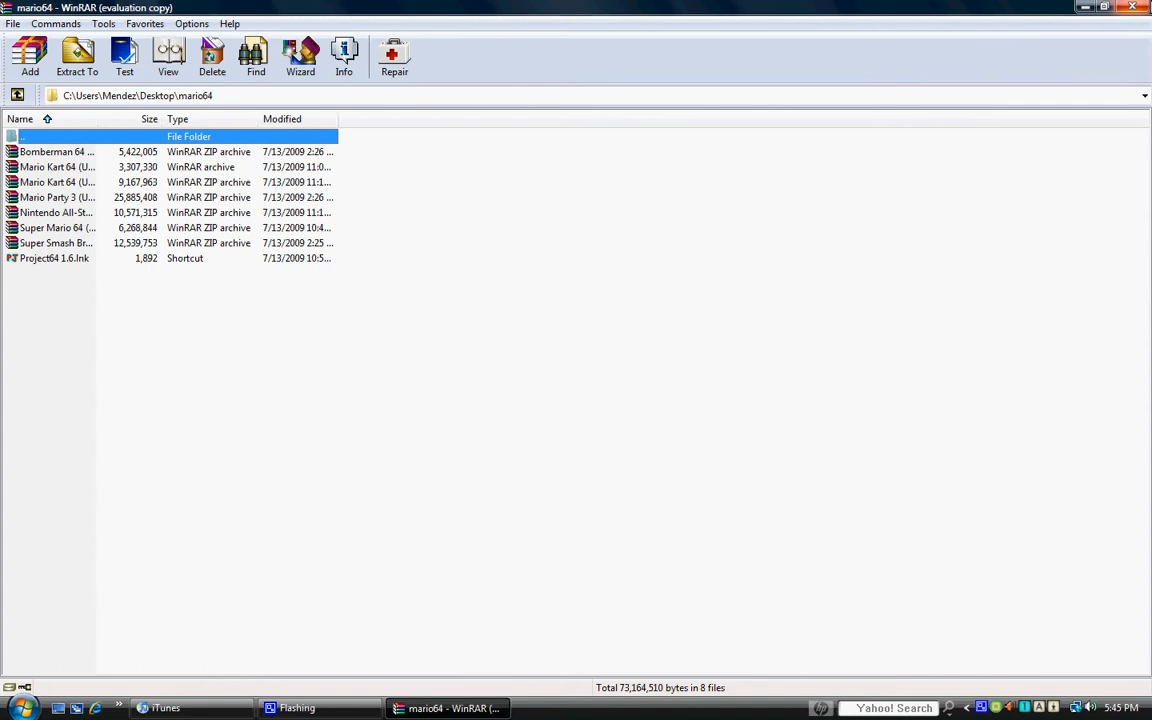 mario64 - WinRAR (evaluation copy)
File Commands Tools Favorites Options Help
Add Extract To Test View Delete Find Wizard Info Repair
C:\Users\Mendez\Desktop\mario64
Name Size Type Modified
.. File Folder
Bomberman 64 ... 5,422,005 WinRAR ZIP archive 7/13/2009 2:26 ...
Mario Kart 64 (U... 3,307,330 WinRAR archive 7/13/2009 11:0...
Mario Kart 64 (U... 9,167,963 WinRAR ZIP archive 7/13/2009 11:1...
Mario Party 3 (U... 25,885,408 WinRAR ZIP archive 7/13/2009 2:26 ...
Nintendo All-St... 10,571,315 WinRAR ZIP archive 7/13/2009 11:1...
Super Mario 64 (... 6,268,844 WinRAR ZIP archive 7/13/2009 10:4...
Super Smash Br... 12,539,753 WinRAR ZIP archive 7/13/2009 2:25 ...
Project64 1.6.lnk 1,892 Shortcut 7/13/2009 10:5...
Total 73,164,510 bytes in 8 files
iTunes Flashing mario64 - WinRAR (... Yahoo! Search 5:45 PM